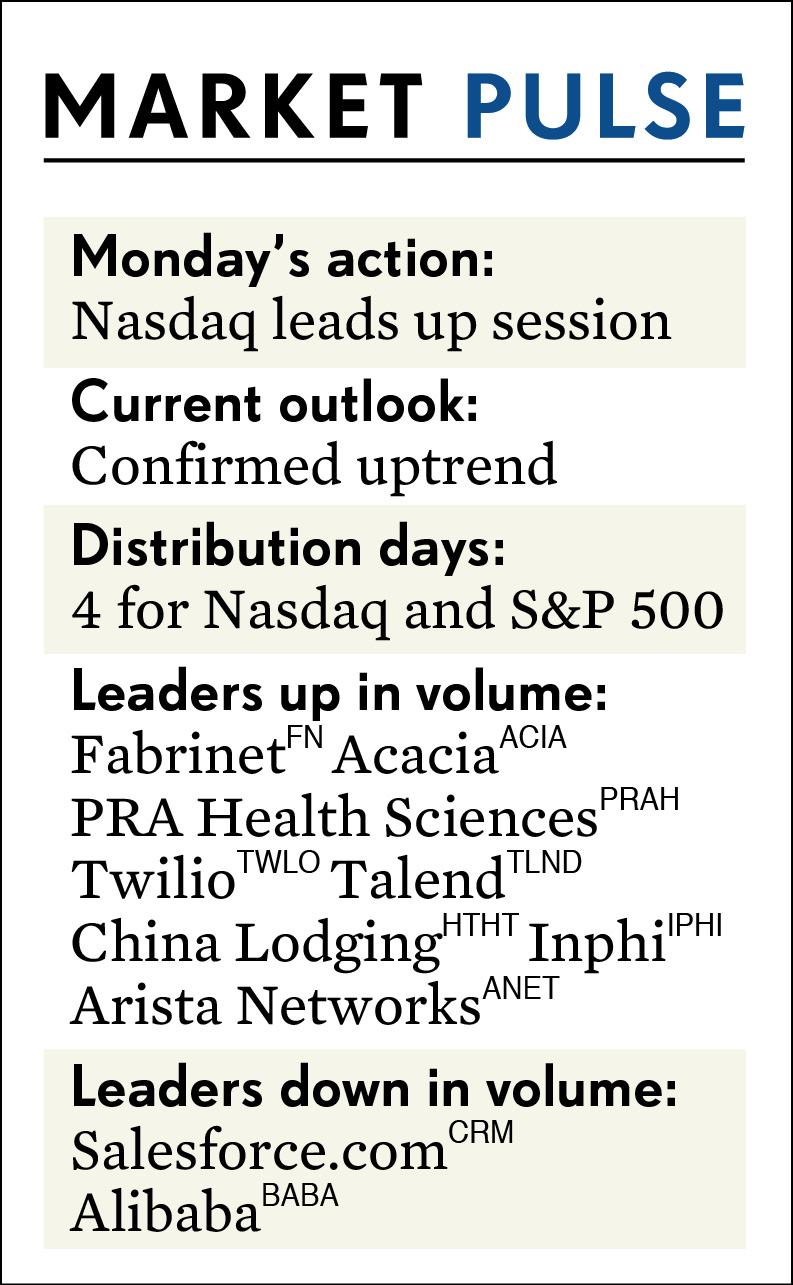 MARKET PULSE
Monday’s action:
Nasdaq leads up session
Current outlook:
Confirmed uptrend
Distribution days:
4 for Nasdaq and S&P 500
Leaders up in volume:
Fabrinet FN Acacia ACIA
PRA Health Sciences PRAH
Twilio TWLO Talend TLND
China Lodging HTHT Inphi IPHI
Arista Networks ANET
Leaders down in volume:
Salesforce.com CRM
Alibaba BABA